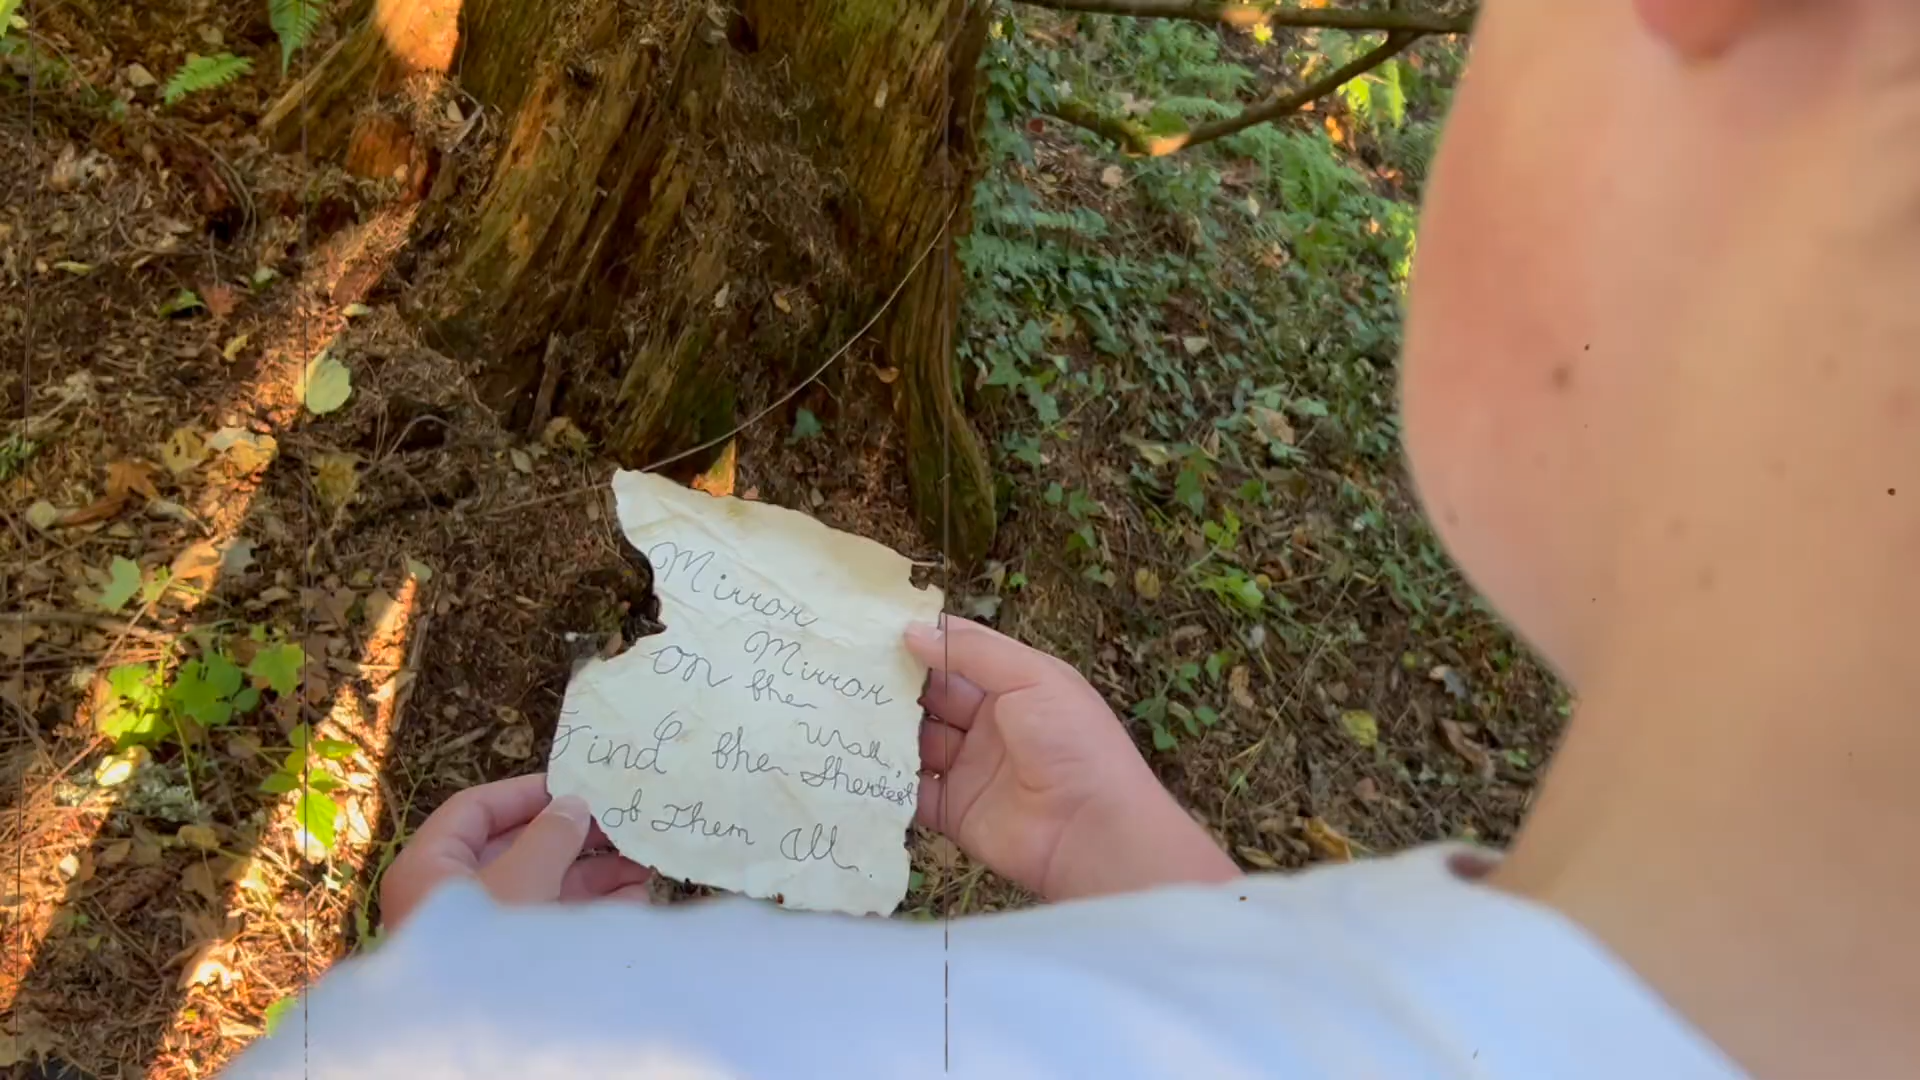 Mirror
Mirror
on the
Wall,
Find the Shortest
of Them All.